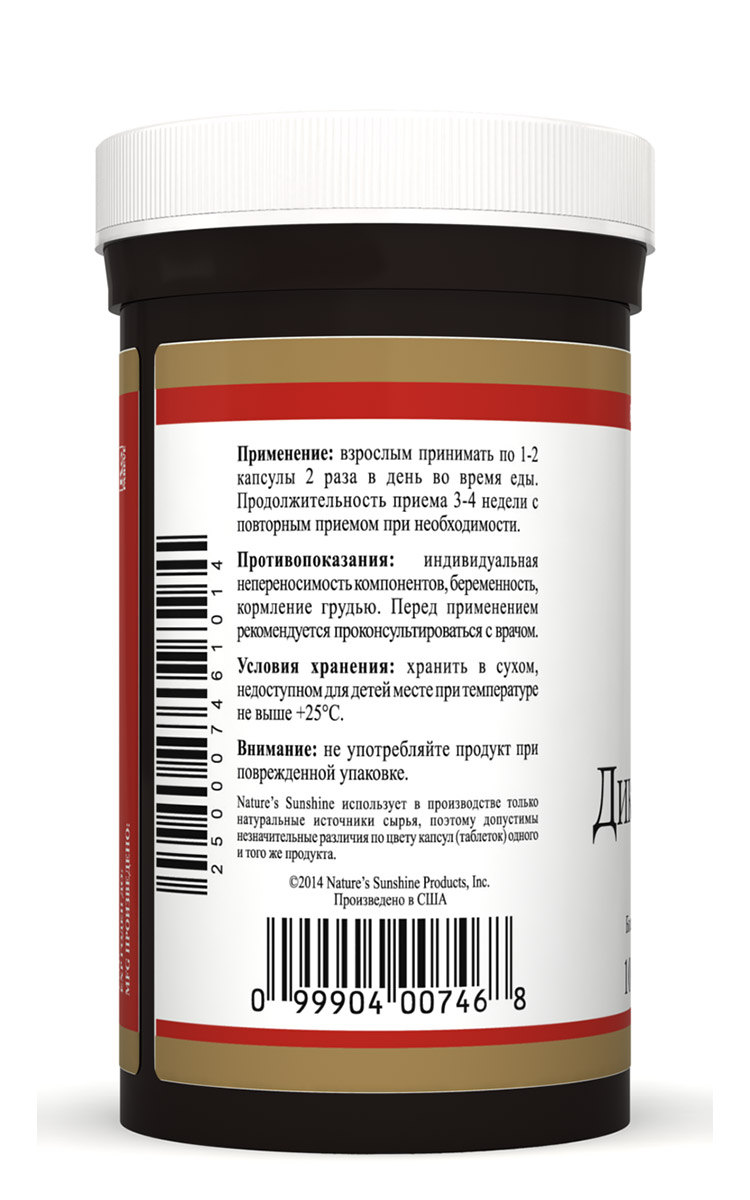 Применение: взрослым принимать по 1-2
капсулы 2 раза в день во время еды.
Продолжительность приема 3-4 недели с
повторным приемом при необходимости.
Противопоказания: индивидуальная
непереносимость компонентов, беременность,
кормление грудью. Перед применением
рекомендуется проконсультироваться с врачом.
Условия хранения: хранить в сухом,
недоступном для детей месте при температуре
не выше +25°C.
Внимание: не употребляйте продукт при
поврежденной упаковке.
Nature's Sunshine использует в производстве только
натуральные источники сырья, поэтому допустимы
незначительные различия по цвету капсул (таблеток) одного
и того же продукта.
©2014 Nature's Sunshine Products, Inc.
Произведено в США
0 99904 00746 8
250007461014
MFG ПРОИЗВЕДЕНО:
Ди
10